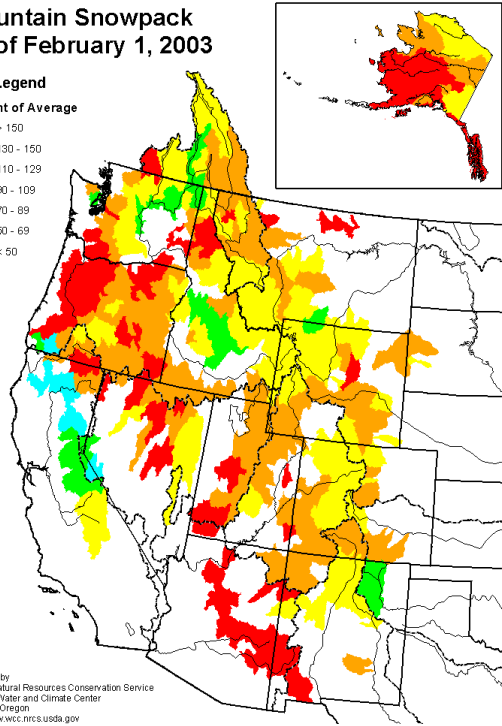 untain Snowpack
of February 1, 2003
Legend
nt of Average
> 150
130 - 150
110 - 129
90 - 109
70 - 89
50 - 69
< 50
by
atural Resources Conservation Service
Water and Climate Center
Oregon
w.wcc.nrcs.usda.gov